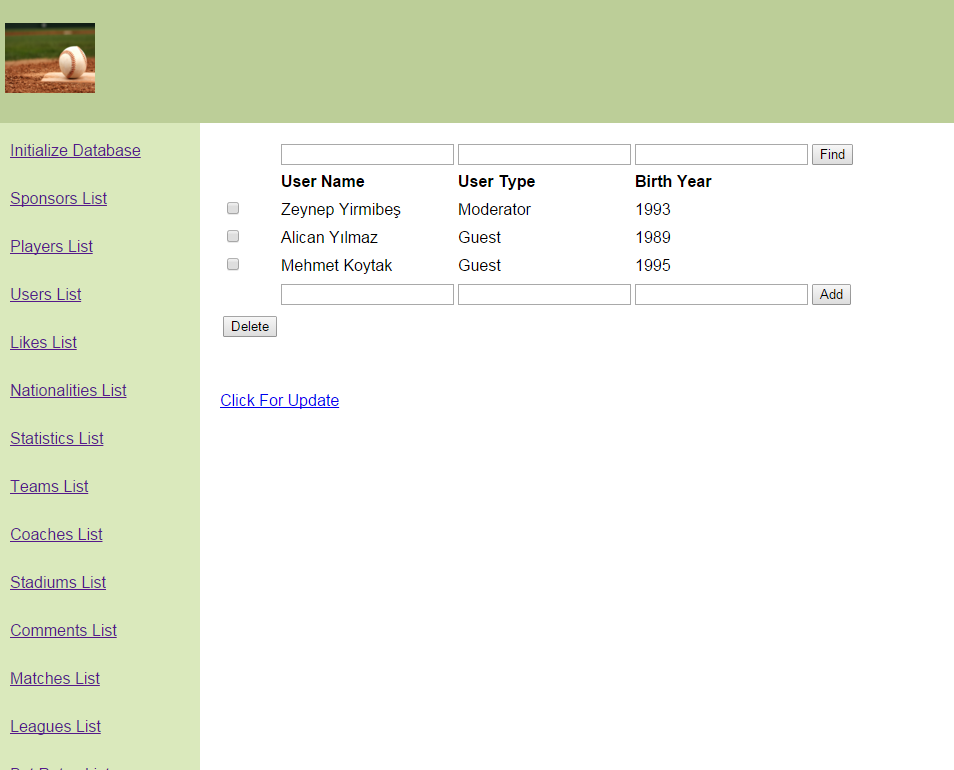 Initialize Database
Sponsors List
Players List
Users List
Likes List
Nationalities List
Statistics List
Teams List
Coaches List
Stadiums List
Comments List
Matches List
Leagues List
Find
User Name User Type Birth Year
Zeynep Yirmibeş Moderator 1993
Alican Yılmaz Guest 1989
Mehmet Koytak Guest 1995
Add
Delete
Click For Update